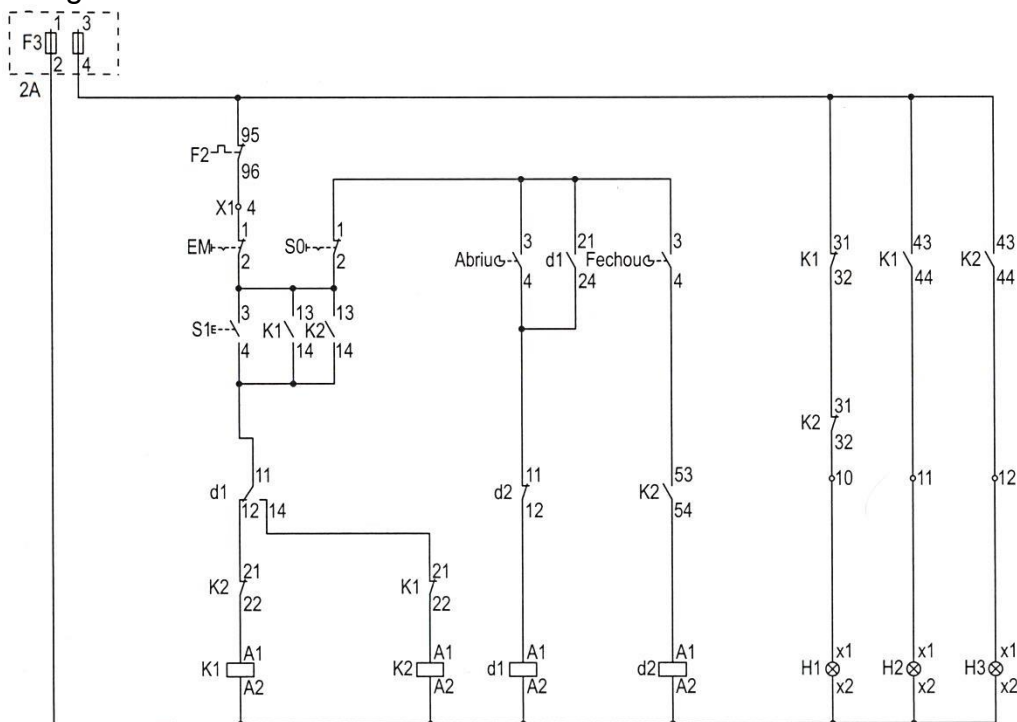 1 3
F3
2 4
2A
95
F2
96
X1 4
1 1
EM S0
2 2
3 21 3 31 43 43
Abriu d1 Fechou K1 K1 K2
4 24 4 32 44 44
3 13 13
S1 K1 K2
4 14 14
31
K2
32
11 11 53 10 11 12
d1 d2 K2
12 14 12 54
21 21
K2 K1
22 22
A1 A1 A1 A1 x1 x1 x1
K1 K2 d1 d2 H1 H2 H3
A2 A2 A2 A2 x2 x2 x2